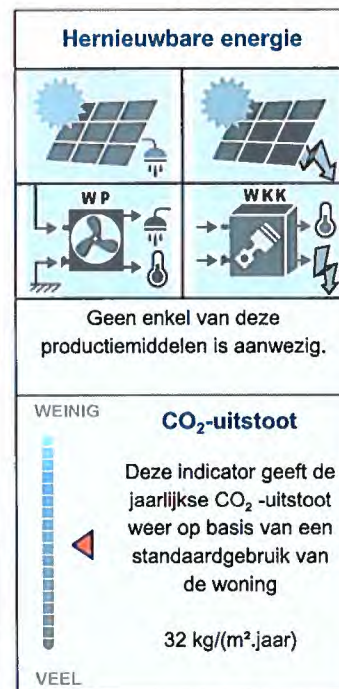 Hernieuwbare energie
WP
WKK
Geen enkel van deze
productiemiddelen is aanwezig.
WEINIG
CO₂-uitstoot
Deze indicator geeft de
jaarlijkse CO₂ -uitstoot
weer op basis van een
standaardgebruik van
de woning
32 kg/(m².jaar)
VEEL